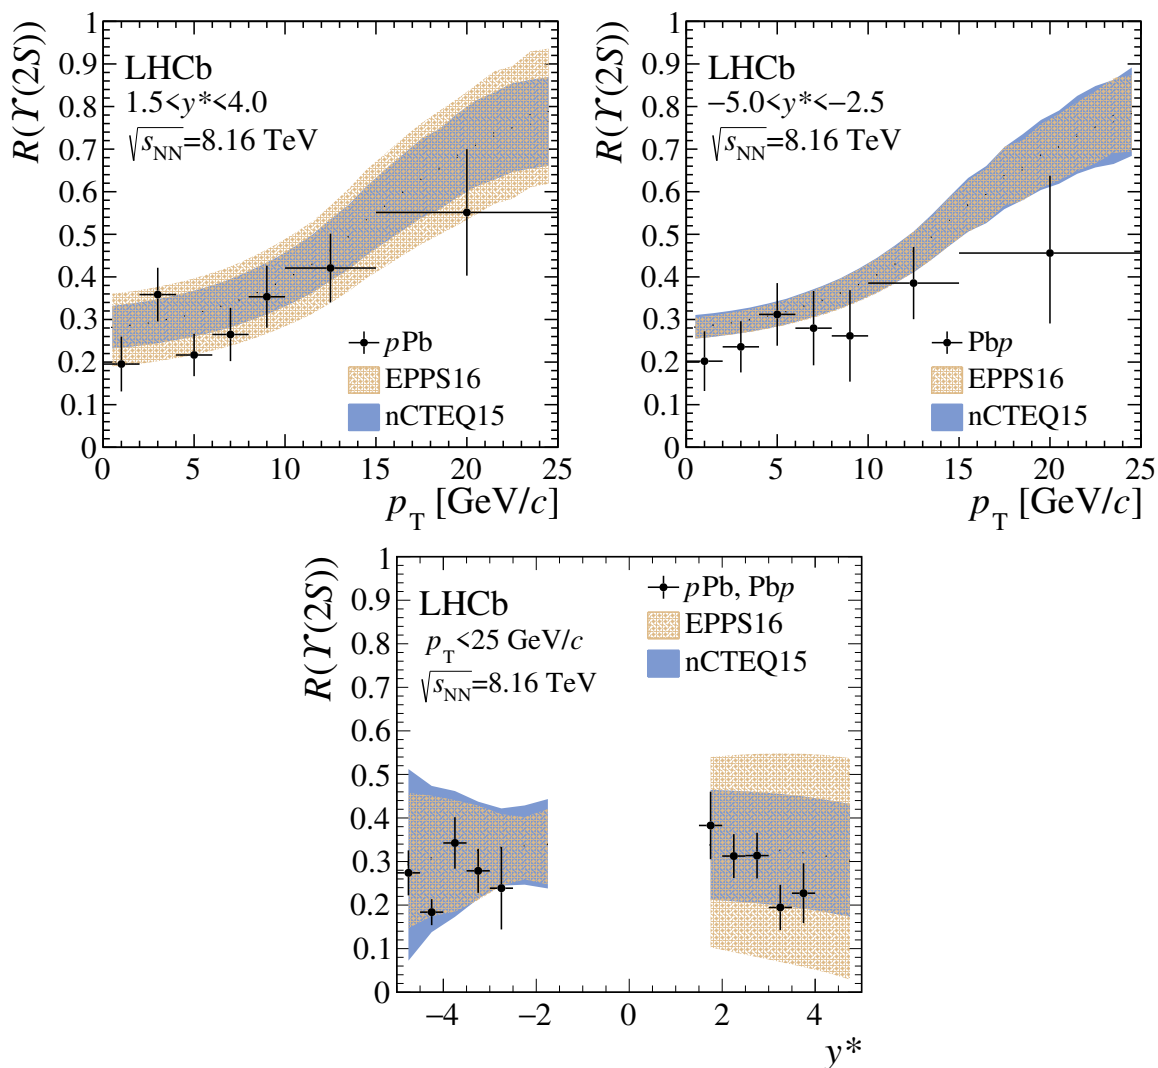 R(ϒ(2S))
1
0.9
0.8
0.7
0.6
0.5
0.4
0.3
0.2
0.1
0
LHCb
1.5<y*<4.0
√s_NN=8.16 TeV
pPb
EPPS16
nCTEQ15
0 5 10 15 20 25
p_T [GeV/c]
R(ϒ(2S))
1
0.9
0.8
0.7
0.6
0.5
0.4
0.3
0.2
0.1
0
LHCb
−5.0<y*<−2.5
√s_NN=8.16 TeV
Pbp
EPPS16
nCTEQ15
0 5 10 15 20 25
p_T [GeV/c]
R(ϒ(2S))
1
0.9
0.8
0.7
0.6
0.5
0.4
0.3
0.2
0.1
0
LHCb
p_T<25 GeV/c
√s_NN=8.16 TeV
pPb, Pbp
EPPS16
nCTEQ15
−4 −2 0 2 4
y*